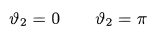 ϑ₂ = 0  ϑ₂ = π